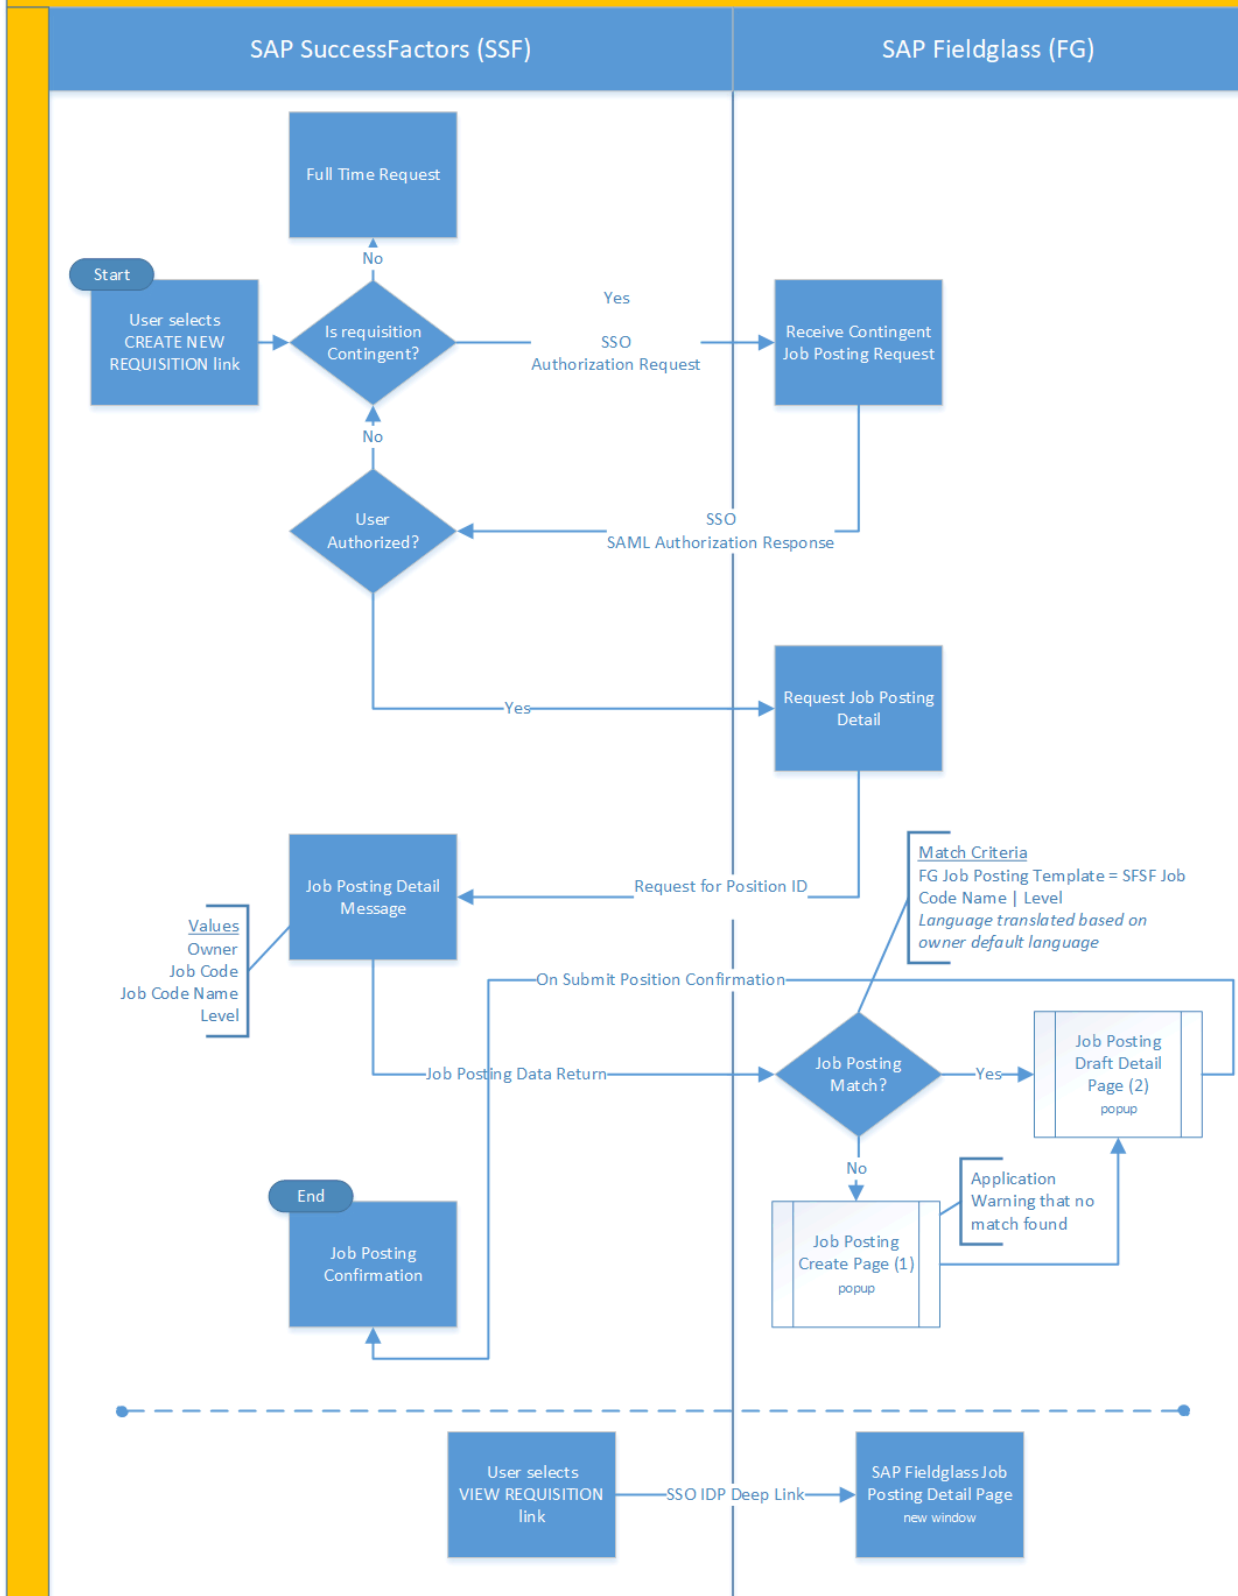 SAP SuccessFactors (SSF)
SAP Fieldglass (FG)
Full Time Request
No
Start
User selects
CREATE NEW
REQUISITION link
Is requisition
Contingent?
Yes
SSO
Authorization Request
Receive Contingent
Job Posting Request
No
User
Authorized?
SSO
SAML Authorization Response
Yes
Request Job Posting
Detail
Job Posting Detail
Message
Request for Position ID
Match Criteria
FG Job Posting Template = SFSF Job
Code Name | Level
Language translated based on
owner default language
Values
Owner
Job Code
Job Code Name
Level
On Submit Position Confirmation
Job Posting Data Return
Job Posting
Match?
Yes
Job Posting
Draft Detail
Page (2)
popup
No
Application
Warning that no
match found
End
Job Posting
Confirmation
Job Posting
Create Page (1)
popup
User selects
VIEW REQUISITION
link
SSO IDP Deep Link
SAP Fieldglass Job
Posting Detail Page
new window